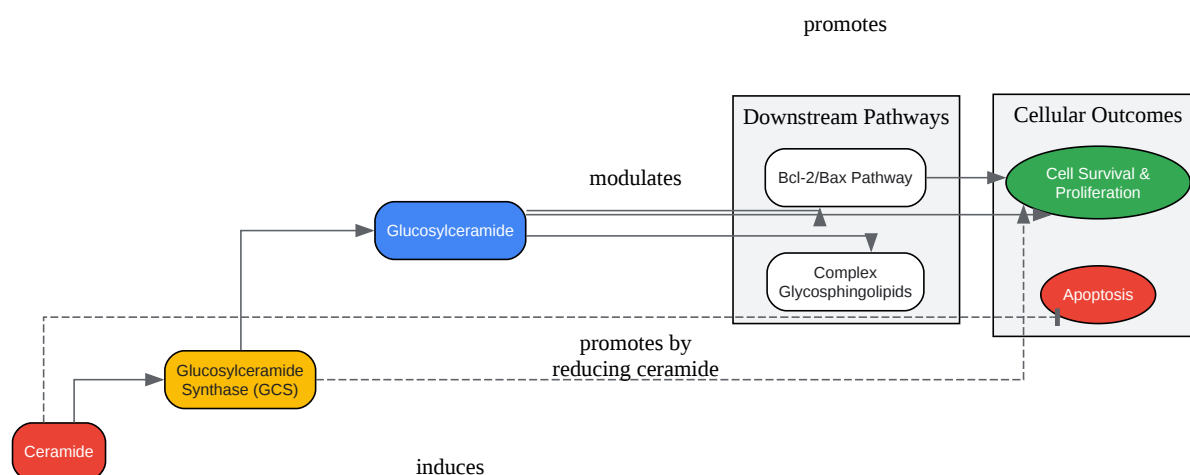 promotes
Downstream Pathways
Cellular Outcomes
modulates
Bcl-2/Bax Pathway
Cell Survival &
Proliferation
Glucosylceramide
Complex
Glycosphingolipids
Apoptosis
promotes by
reducing ceramide
Glucosylceramide
Synthase (GCS)
Ceramide
induces